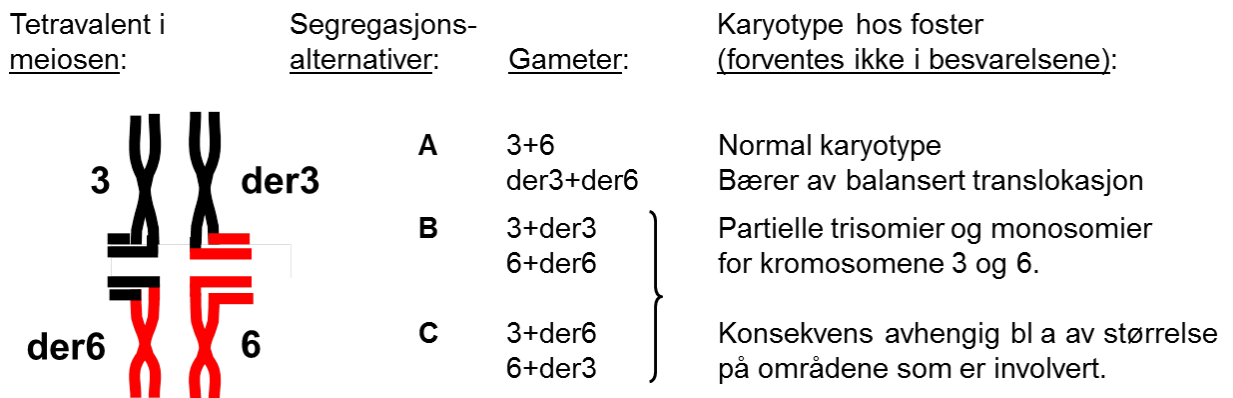 Tetravalent i Segregasjons- Karyotype hos foster
meiosen: alternativer: Gameter: (forventes ikke i besvarelsene):
A 3+6 Normal karyotype
3 der3 der3+der6 Bærer av balansert translokasjon
B 3+der3 Partielle trisomier og monosomier
6+der6 for kromosomene 3 og 6.
der6 6 C 3+der6 Konsekvens avhengig bl a av størrelse
6+der3 på områdene som er involvert.